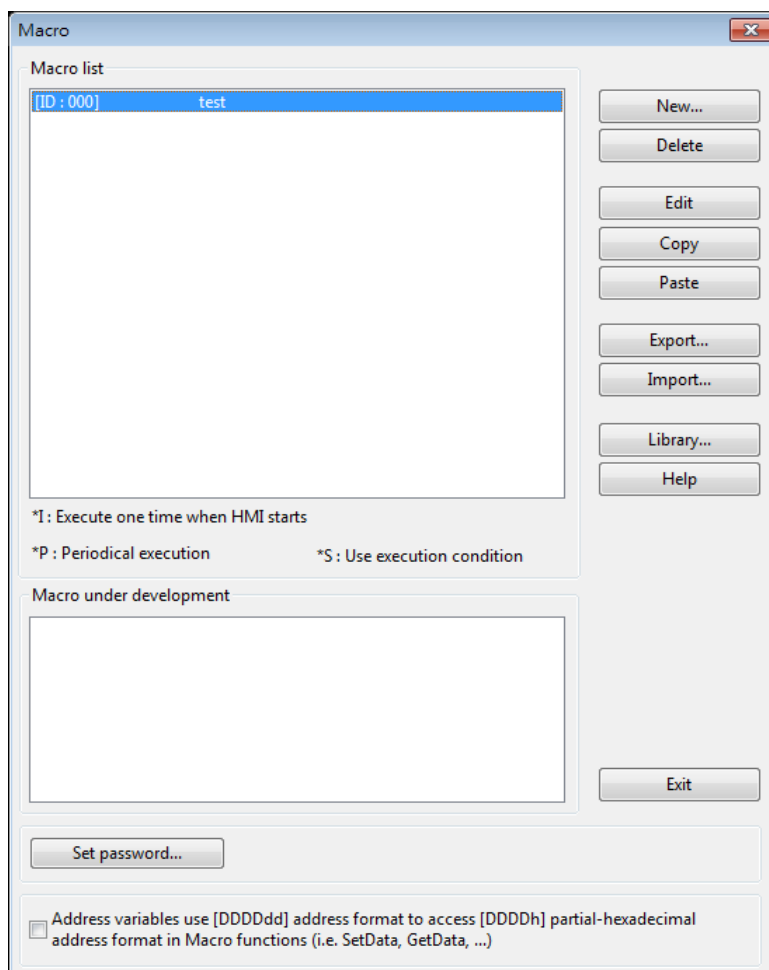 Macro
Macro list
[ID : 000] test
New...
Delete
Edit
Copy
Paste
Export...
Import...
Library...
Help
*I : Execute one time when HMI starts
*P : Periodical execution *S : Use execution condition
Macro under development
Exit
Set password...
Address variables use [DDDDdd] address format to access [DDDDh] partial-hexadecimal
address format in Macro functions (i.e. SetData, GetData, ...)